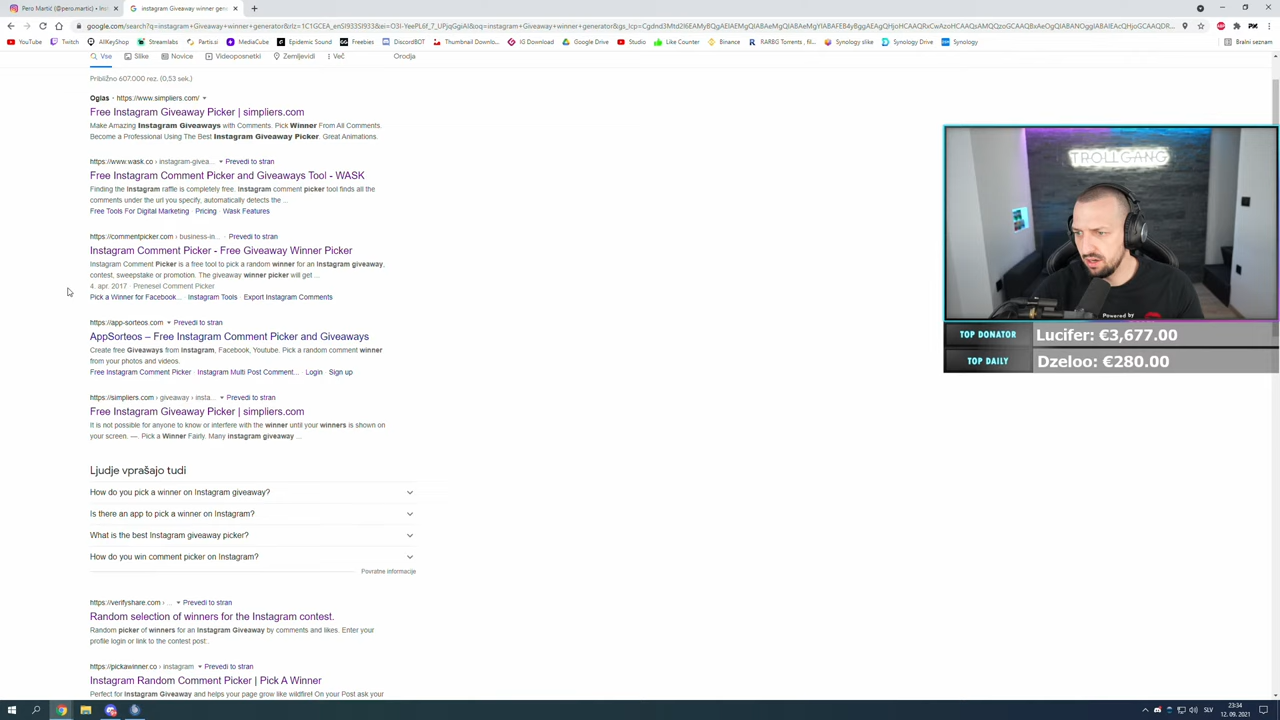 Pero Martić (@pero.martic) • Inst
instagram Giveaway winner gener
YouTube
Twitch
AllKeyShop
Streamlabs
Partis.si
MediaCube
Epidemic Sound
Freebies
DiscordBOT
Thumbnail Downlo...
IG Download
Google Drive
Studio
Like Counter
Binance
RARBG Torrents , fil...
Synology slike
Synology Drive
Synology
Bralni seznam
Vse
Slike
Novice
Videoposnetki
Zemljevidi
Več
Orodja
Približno 607.000 rez. (0,53 sek.)
Oglas · https://www.simpliers.com/
Free Instagram Giveaway Picker | simpliers.com
Make Amazing Instagram Giveaways with Comments. Pick Winner From All Comments.
Become a Professional Using The Best Instagram Giveaway Picker. Great Animations.
https://www.wask.co › instagram-givea... Prevedi to stran
Free Instagram Comment Picker and Giveaways Tool - WASK
Finding the Instagram raffle is completely free. Instagram comment picker tool finds all the
comments under the url you specify, automatically detects the ...
Free Tools For Digital Marketing · Pricing · Wask Features
https://commentpicker.com › business-in... Prevedi to stran
Instagram Comment Picker - Free Giveaway Winner Picker
Instagram Comment Picker is a free tool to pick a random winner for an Instagram giveaway,
contest, sweepstake or promotion. The giveaway winner picker will get ...
4. apr. 2017 · Prenesel Comment Picker
Pick a Winner for Facebook... · Instagram Tools · Export Instagram Comments
https://app-sorteos.com Prevedi to stran
AppSorteos – Free Instagram Comment Picker and Giveaways
Create free Giveaways from Instagram, Facebook, Youtube. Pick a random comment winner
from your photos and videos.
Free Instagram Comment Picker · Instagram Multi Post Comment... · Login · Sign up
https://simpliers.com › giveaway › insta... Prevedi to stran
Free Instagram Giveaway Picker | simpliers.com
It is not possible for anyone to know or interfere with the winner until your winners is shown on
your screen. —. Pick a Winner Fairly. Many instagram giveaway ...
Ljudje vprašajo tudi
How do you pick a winner on Instagram giveaway?
Is there an app to pick a winner on Instagram?
What is the best Instagram giveaway picker?
How do you win comment picker on Instagram?
Povratne informacije
https://verifyshare.com › ... Prevedi to stran
Random selection of winners for the Instagram contest.
Random picker of winners for an Instagram Giveaway by comments and likes. Enter your
profile login or link to the contest post:.
https://pickawinner.co › instagram Prevedi to stran
Instagram Random Comment Picker | Pick A Winner
Perfect for Instagram Giveaway and helps your page grow like wildfire! On your Post ask your
TROLLGANG
Powered by
TOP DONATOR
Lucifer: €3,677.00
TOP DAILY
Dzeloo: €280.00
SLV
23:34
12. 09. 2021